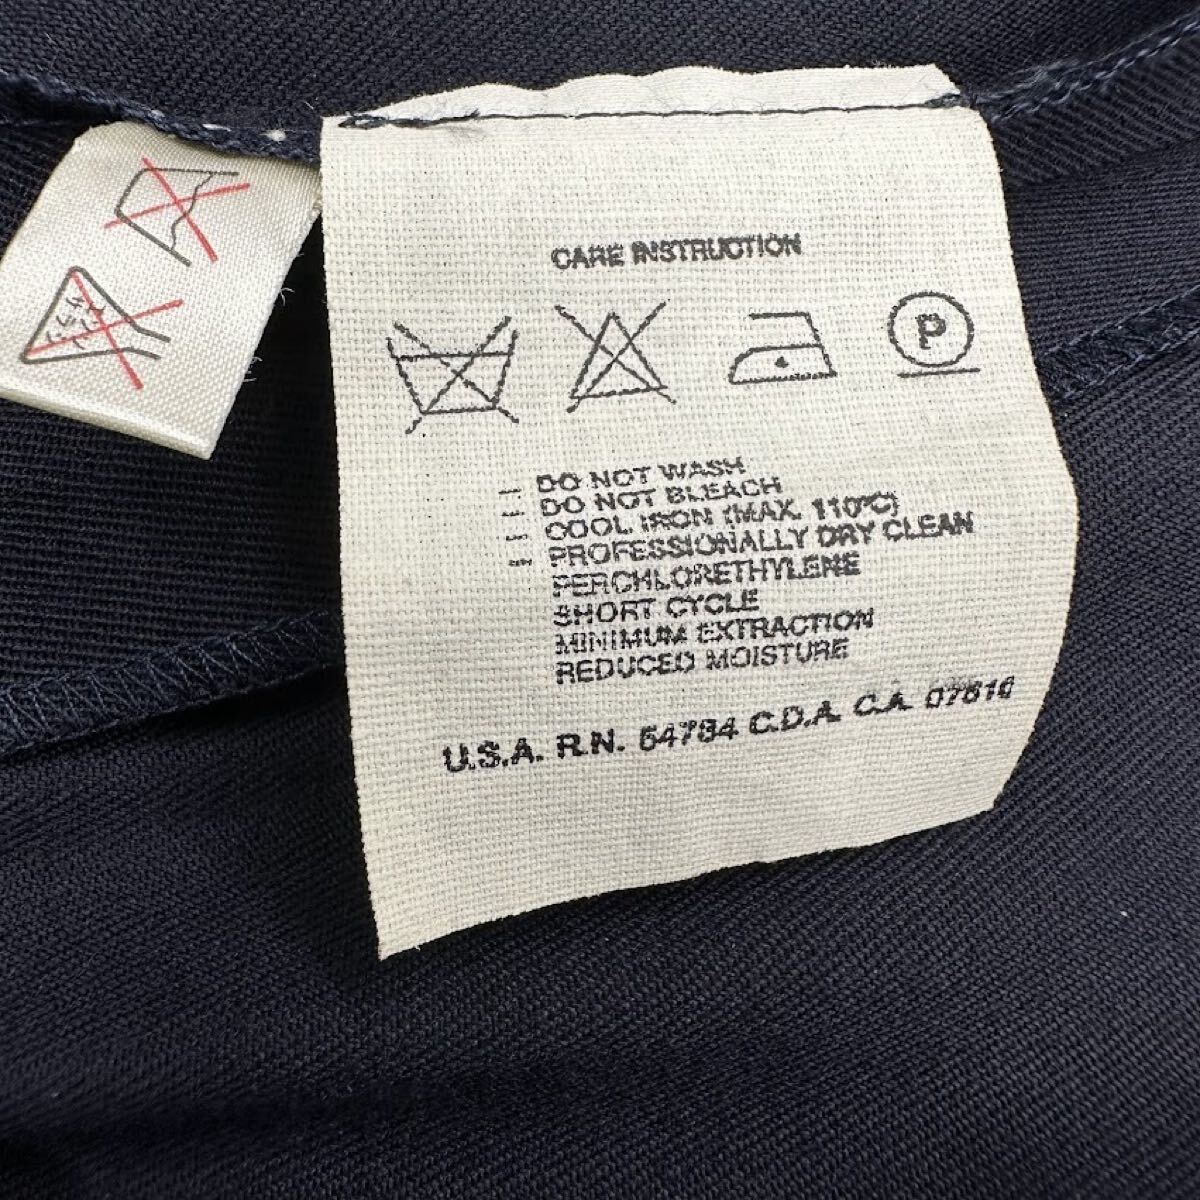 CARE INSTRUCTION
P
— DO NOT WASH
— DO NOT BLEACH
— COOL IRON (MAX. 110°C)
— PROFESSIONALLY DRY CLEAN
PERCHLORETHYLENE
SHORT CYCLE
MINIMUM EXTRACTION
REDUCED MOISTURE
U.S.A. R.N. 54784 C.D.A. C.A. 07616